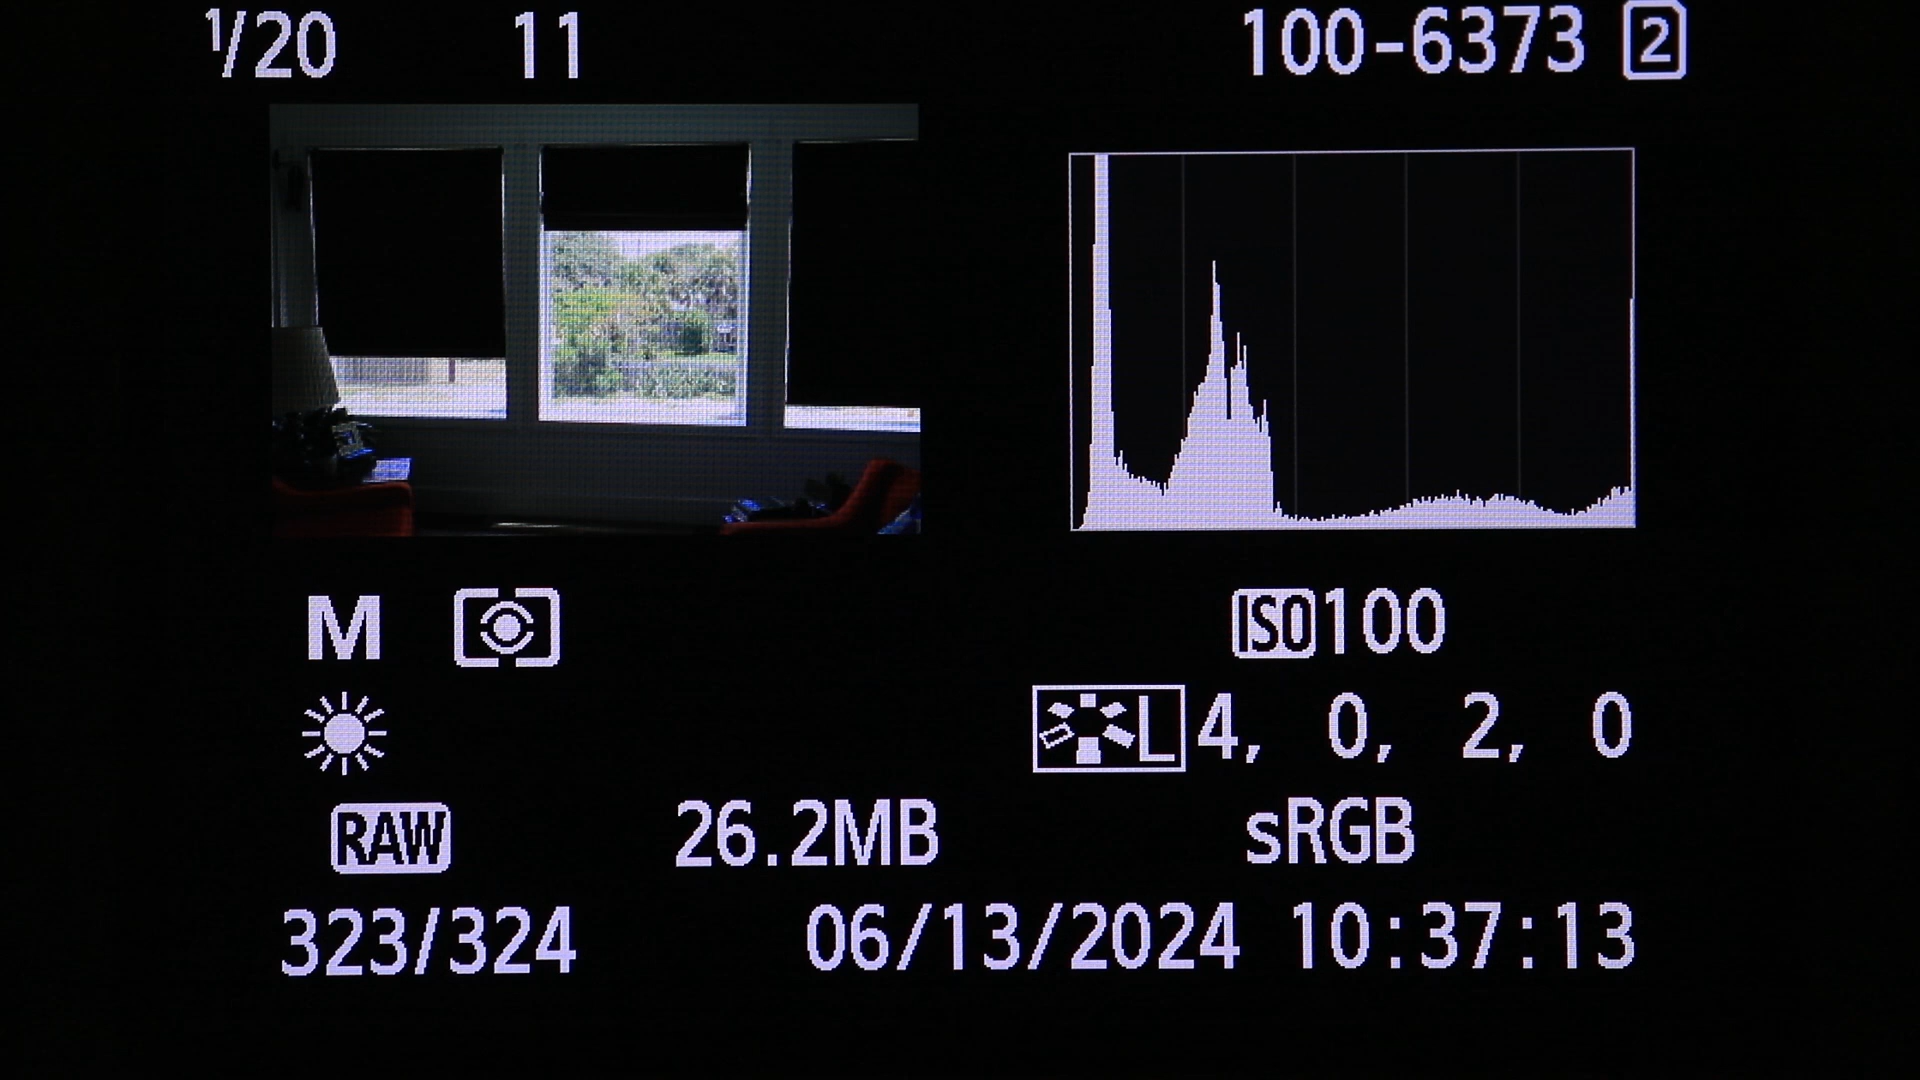 1/20 11 100-6373 2
M ISO100
L 4, 0, 2, 0
RAW 26.2MB sRGB
323/324 06/13/2024 10:37:13